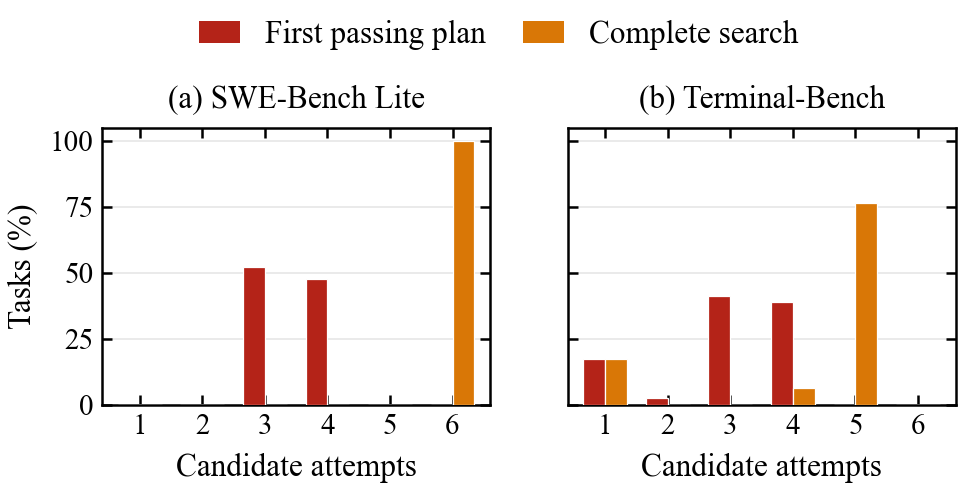 First passing plan Complete search
(a) SWE-Bench Lite (b) Terminal-Bench
Tasks (%)
100
75
50
25
0
1 2 3 4 5 6 1 2 3 4 5 6
Candidate attempts Candidate attempts